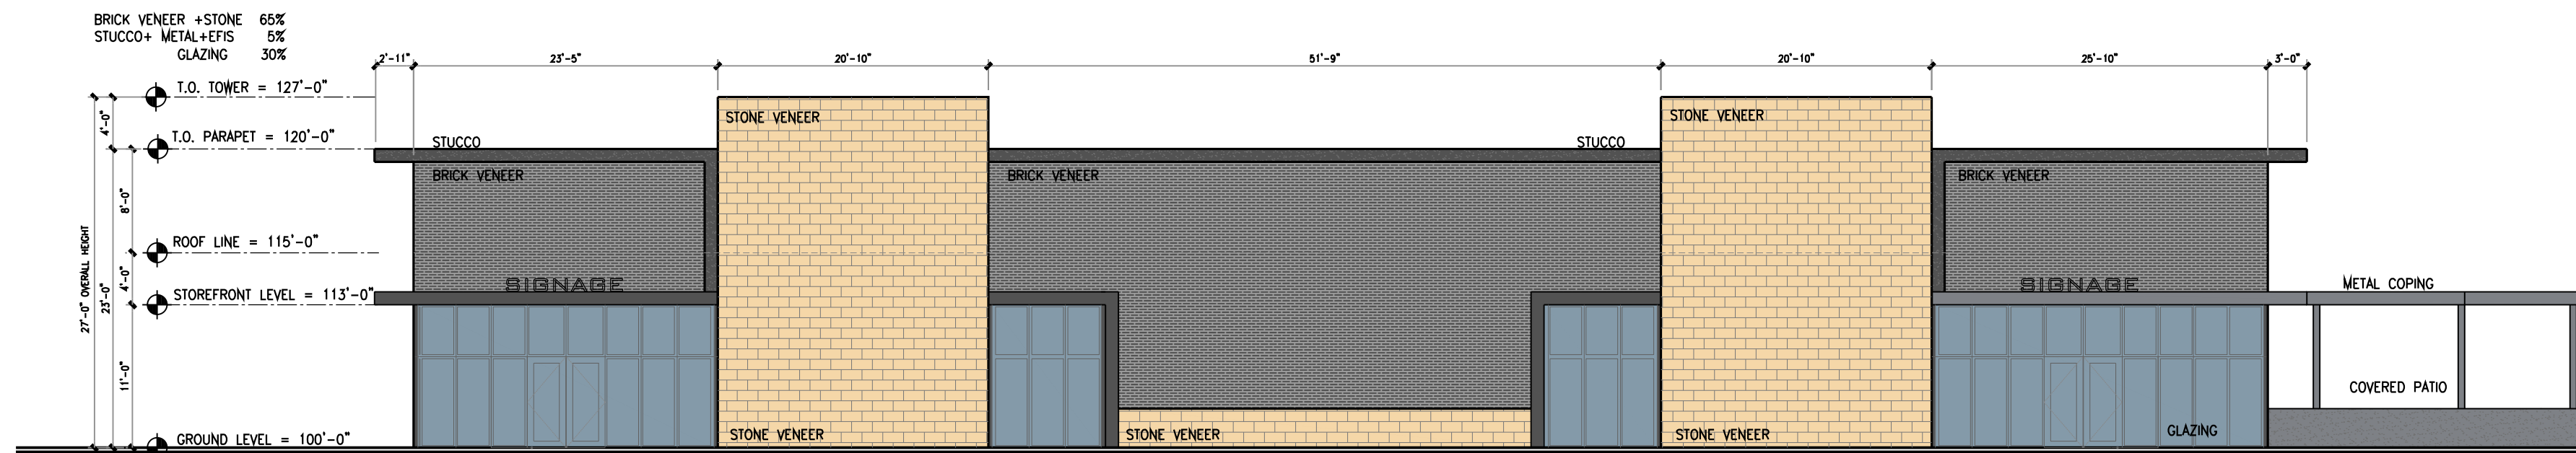 BRICK VENEER +STONE 65%
STUCCO+ METAL+EFIS 5%
GLAZING 30%
2'-11"
23'-5"
20'-10"
51'-9"
20'-10"
25'-10"
3'-0"
T.O. TOWER = 127'-0"
4'-0"
T.O. PARAPET = 120'-0"
STONE VENEER
STONE VENEER
STUCCO
STUCCO
BRICK VENEER
BRICK VENEER
BRICK VENEER
8'-0"
27'-0" OVERALL HEIGHT
23'-0"
ROOF LINE = 115'-0"
4'-0"
STOREFRONT LEVEL = 113'-0"
SIGNAGE
SIGNAGE
METAL COPING
11'-0"
COVERED PATIO
GROUND LEVEL = 100'-0"
STONE VENEER
STONE VENEER
STONE VENEER
GLAZING